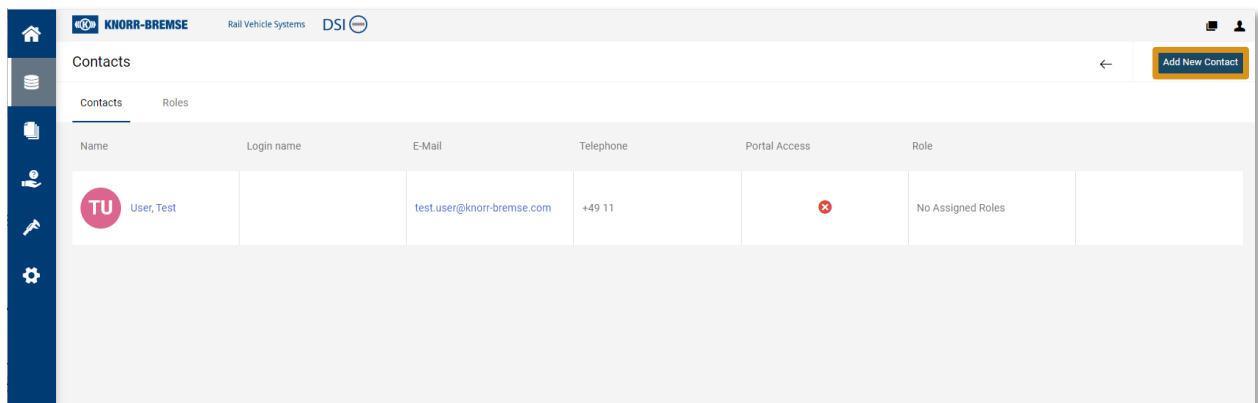 KNORR-BREMSE Rail Vehicle Systems DSI
Contacts
Add New Contact
Contacts Roles
Name Login name E-Mail Telephone Portal Access Role
TU User, Test test.user@knorr-bremse.com +49 11 No Assigned Roles